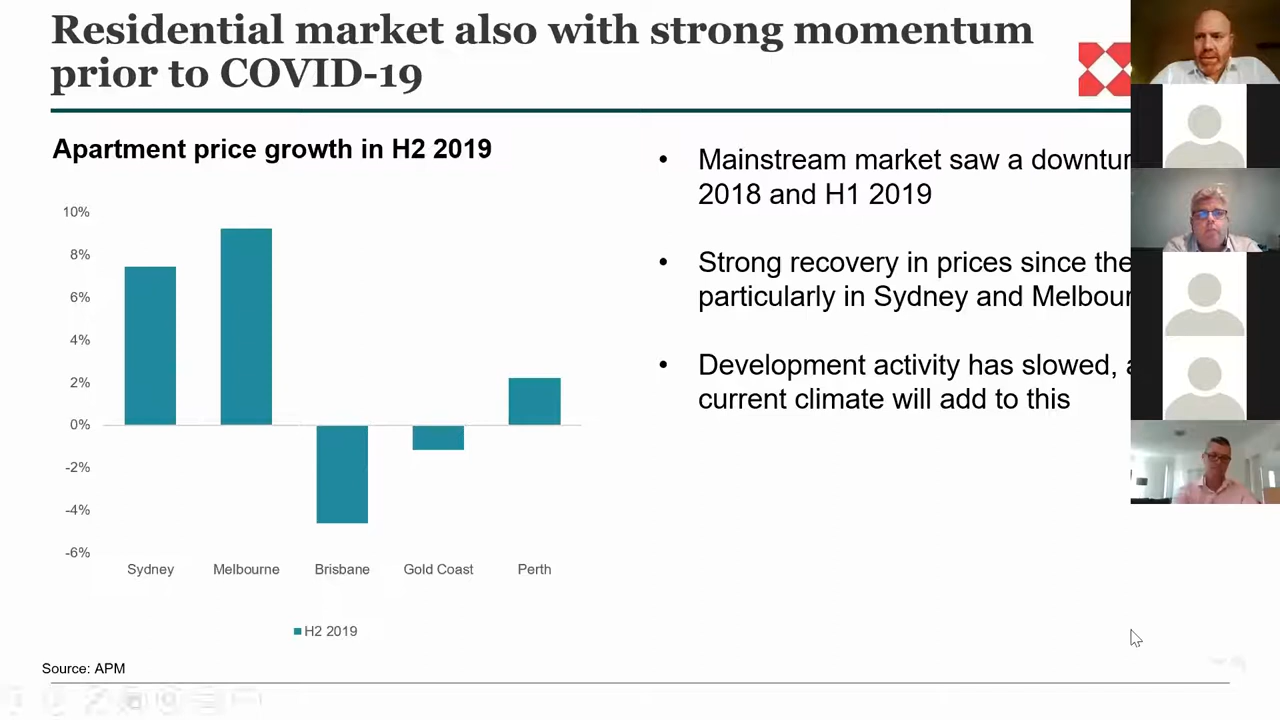 Residential market also with strong momentum
prior to COVID-19
Apartment price growth in H2 2019
10%
8%
6%
4%
2%
0%
-2%
-4%
-6%
Sydney Melbourne Brisbane Gold Coast Perth
H2 2019
Source: APM
• Mainstream market saw a
2018 and H1 2019
• Strong recovery in prices since
particularly in Sydney and
• Development activity has slowed,
current climate will add to this